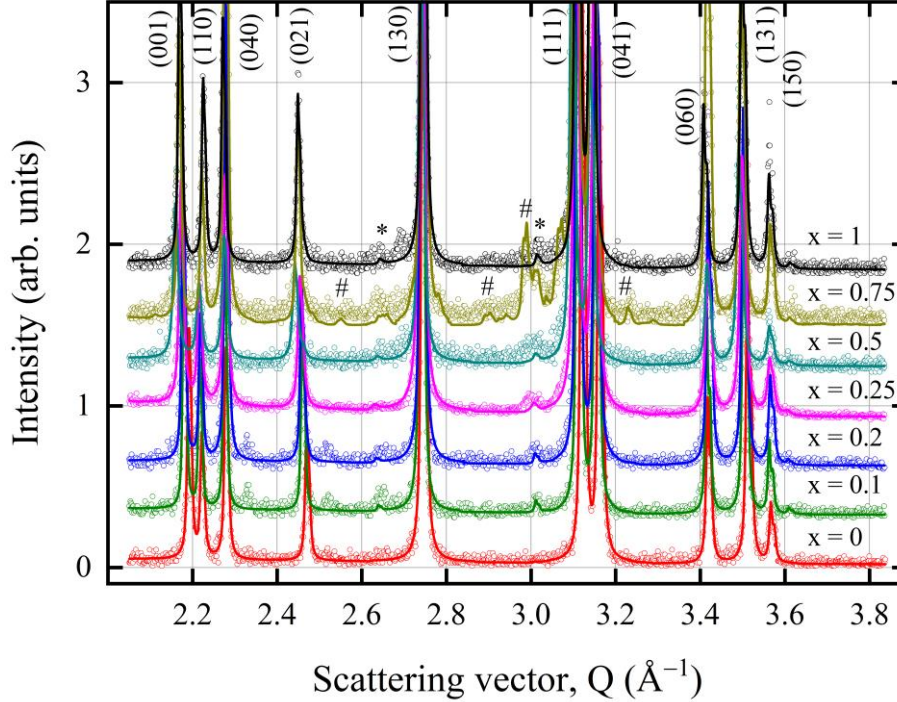 (001)
(110)
(040)
(021)
(130)
(111)
(041)
(060)
(131)
(150)
3
2
1
0
Intensity (arb. units)
* # *
# # #
x = 1
x = 0.75
x = 0.5
x = 0.25
x = 0.2
x = 0.1
x = 0
2.2 2.4 2.6 2.8 3.0 3.2 3.4 3.6 3.8
Scattering vector, Q (Å⁻¹)